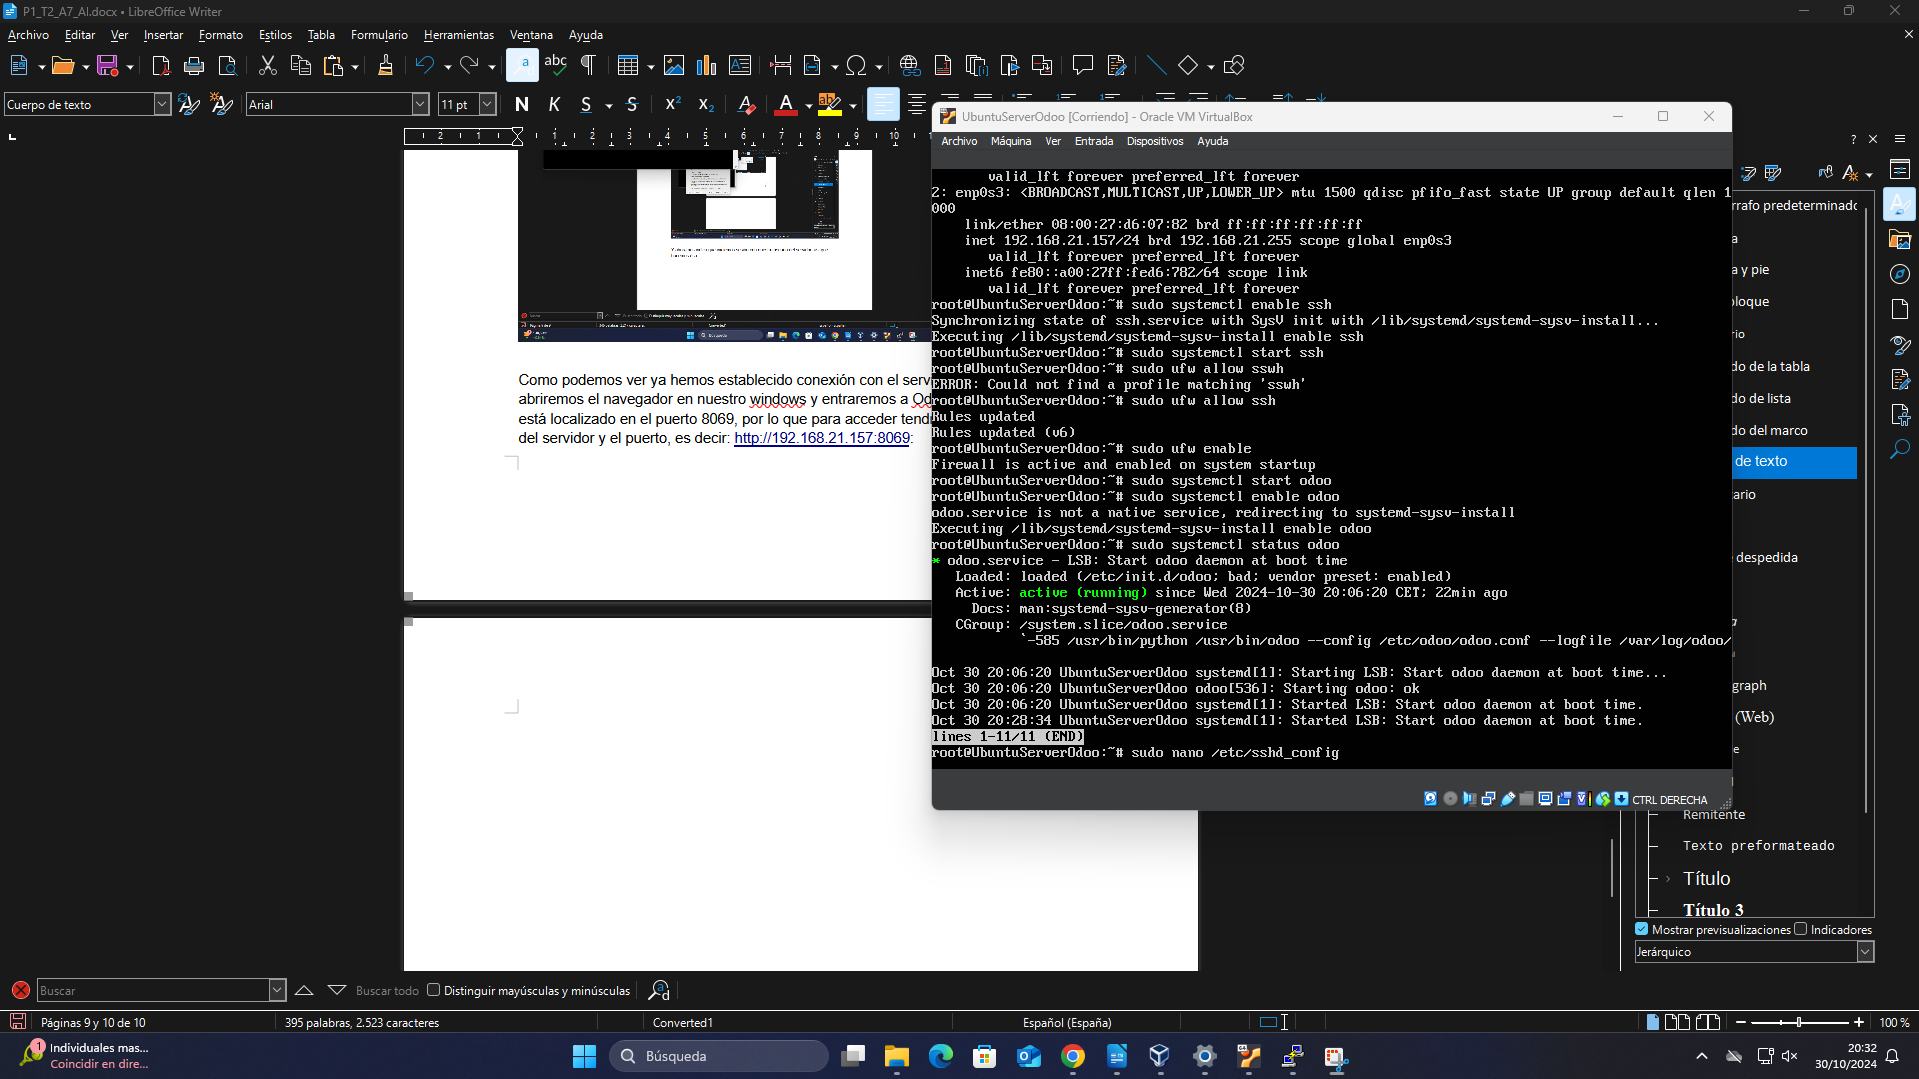 P1_T2_A7_AI.docx • LibreOffice Writer
Archivo Editar Ver Insertar Formato Estilos Tabla Formulario Herramientas Ventana Ayuda
Cuerpo de texto Arial 11 pt N K S S X² X₂
2 1 1 2 3 4 5 6 7 8 9 10
Como podemos ver ya hemos establecido conexión con el serv
abriremos el navegador en nuestro windows y entraremos a Od
está localizado en el puerto 8069, por lo que para acceder tend
del servidor y el puerto, es decir: http://192.168.21.157:8069:
UbuntuServerOdoo [Corriendo] - Oracle VM VirtualBox
Archivo Máquina Ver Entrada Dispositivos Ayuda
valid_lft forever preferred_lft forever
2: enp0s3: <BROADCAST,MULTICAST,UP,LOWER_UP> mtu 1500 qdisc pfifo_fast state UP group default qlen 1
000
link/ether 08:00:27:d6:07:82 brd ff:ff:ff:ff:ff:ff
inet 192.168.21.157/24 brd 192.168.21.255 scope global enp0s3
valid_lft forever preferred_lft forever
inet6 fe80::a00:27ff:fed6:782/64 scope link
valid_lft forever preferred_lft forever
root@UbuntuServerOdoo:~# sudo systemctl enable ssh
Synchronizing state of ssh.service with SysV init with /lib/systemd/systemd-sysv-install...
Executing /lib/systemd/systemd-sysv-install enable ssh
root@UbuntuServerOdoo:~# sudo systemctl start ssh
root@UbuntuServerOdoo:~# sudo ufw allow sswh
ERROR: Could not find a profile matching 'sswh'
root@UbuntuServerOdoo:~# sudo ufw allow ssh
Rules updated
Rules updated (v6)
root@UbuntuServerOdoo:~# sudo ufw enable
Firewall is active and enabled on system startup
root@UbuntuServerOdoo:~# sudo systemctl start odoo
root@UbuntuServerOdoo:~# sudo systemctl enable odoo
odoo.service is not a native service, redirecting to systemd-sysv-install
Executing /lib/systemd/systemd-sysv-install enable odoo
root@UbuntuServerOdoo:~# sudo systemctl status odoo
* odoo.service - LSB: Start odoo daemon at boot time
Loaded: loaded (/etc/init.d/odoo; bad; vendor preset: enabled)
Active: active (running) since Wed 2024-10-30 20:06:20 CET; 22min ago
Docs: man:systemd-sysv-generator(8)
CGroup: /system.slice/odoo.service
`-585 /usr/bin/python /usr/bin/odoo --config /etc/odoo/odoo.conf --logfile /var/log/odoo/
Oct 30 20:06:20 UbuntuServerOdoo systemd[1]: Starting LSB: Start odoo daemon at boot time...
Oct 30 20:06:20 UbuntuServerOdoo odoo[536]: Starting odoo: ok
Oct 30 20:06:20 UbuntuServerOdoo systemd[1]: Started LSB: Start odoo daemon at boot time.
Oct 30 20:28:34 UbuntuServerOdoo systemd[1]: Started LSB: Start odoo daemon at boot time.
lines 1-11/11 (END)
root@UbuntuServerOdoo:~# sudo nano /etc/sshd_config
CTRL DERECHA
rrafo predeterminado
a
a y pie
loque
rio
do de la tabla
do de lista
do del marco
de texto
ario
despedida
a
graph
(Web)
e
Remitente
Texto preformateado
Título
Título 3
Mostrar previsualizaciones Indicadores
Jerárquico
Buscar Buscar todo Distinguir mayúsculas y minúsculas
Páginas 9 y 10 de 10 395 palabras, 2.523 caracteres Converted1 Español (España) 100 %
1 Individuales mas...
Coincidir en dire...
Búsqueda
20:32
30/10/2024